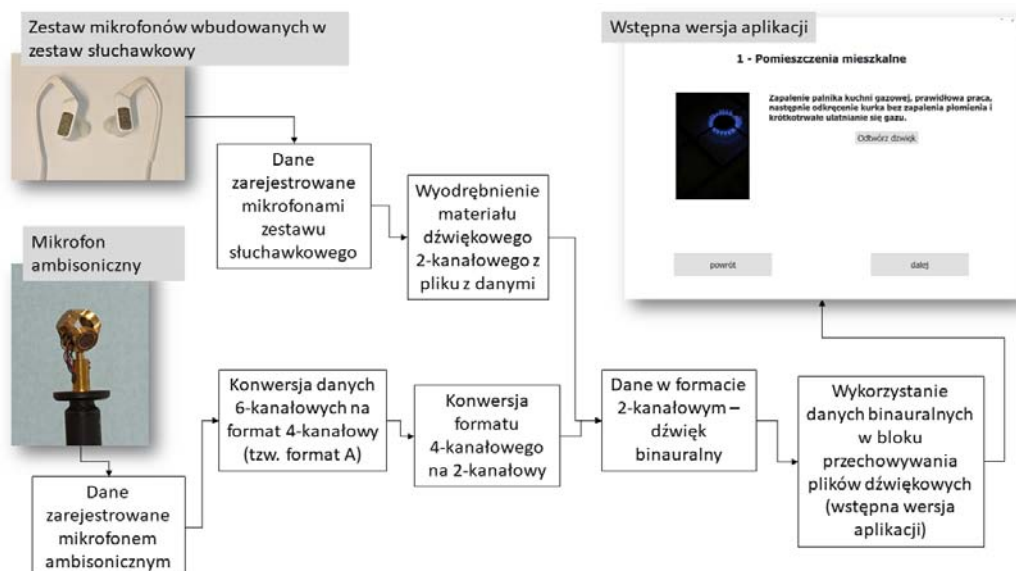 Zestaw mikrofonów wbudowanych w
zestaw słuchawkowy
Wstępna wersja aplikacji
1 - Pomieszczenia mieszkalne
Zapalenie palnika kuchni gazowej, prawidłowa praca,
następnie odkręcenie kurka bez zapalenia płomienia i
krótkotrwałe ulatnianie się gazu.
Odtwórz dźwięk
powrót
dalej
Dane
zarejestrowane
mikrofonami
zestawu
słuchawkowego
Wyodrębnienie
materiału
dźwiękowego
2-kanałowego z
pliku z danymi
Mikrofon
ambisoniczny
Dane
zarejestrowane
mikrofonem
ambisonicznym
Konwersja danych
6-kanałowych na
format 4-kanałowy
(tzw. format A)
Konwersja
formatu
4-kanałowego
na 2-kanałowy
Dane w formacie
2-kanałowym –
dźwięk
binauralny
Wykorzystanie
danych binauralnych
w bloku
przechowywania
plików dźwiękowych
(wstępna wersja
aplikacji)